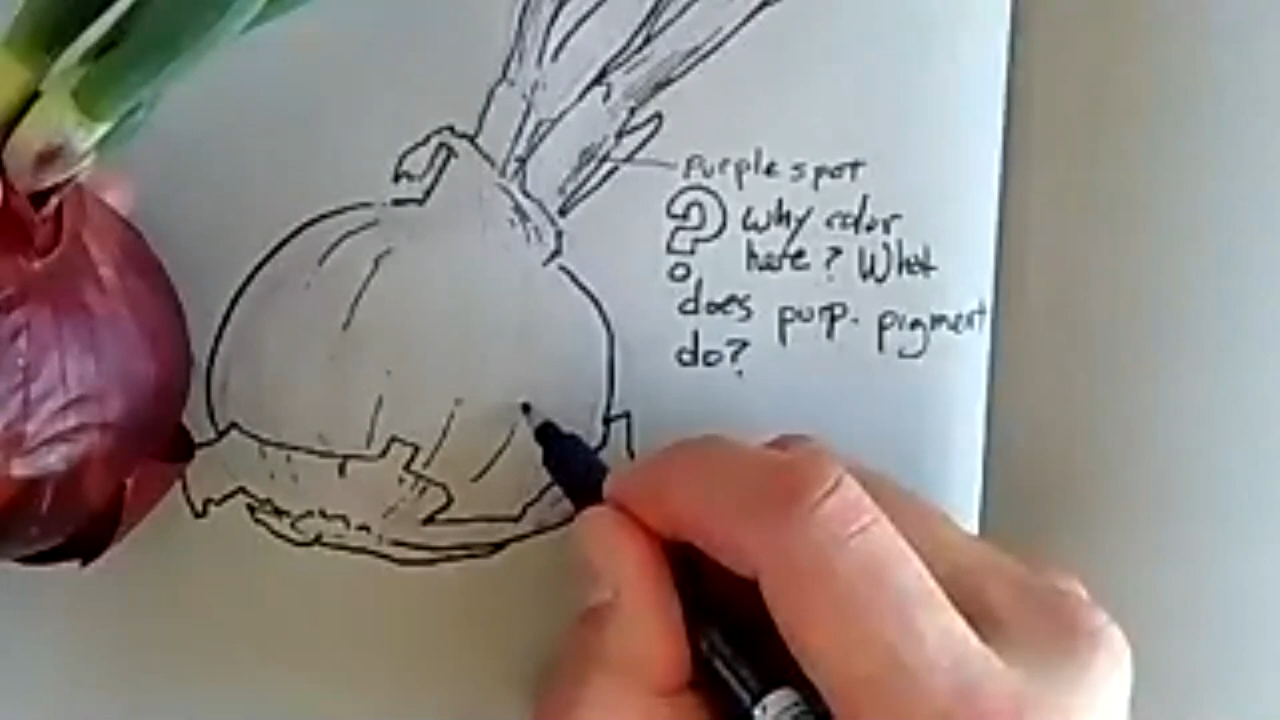 Purple spot
? Why color
here? What
does purp. pigment
do?